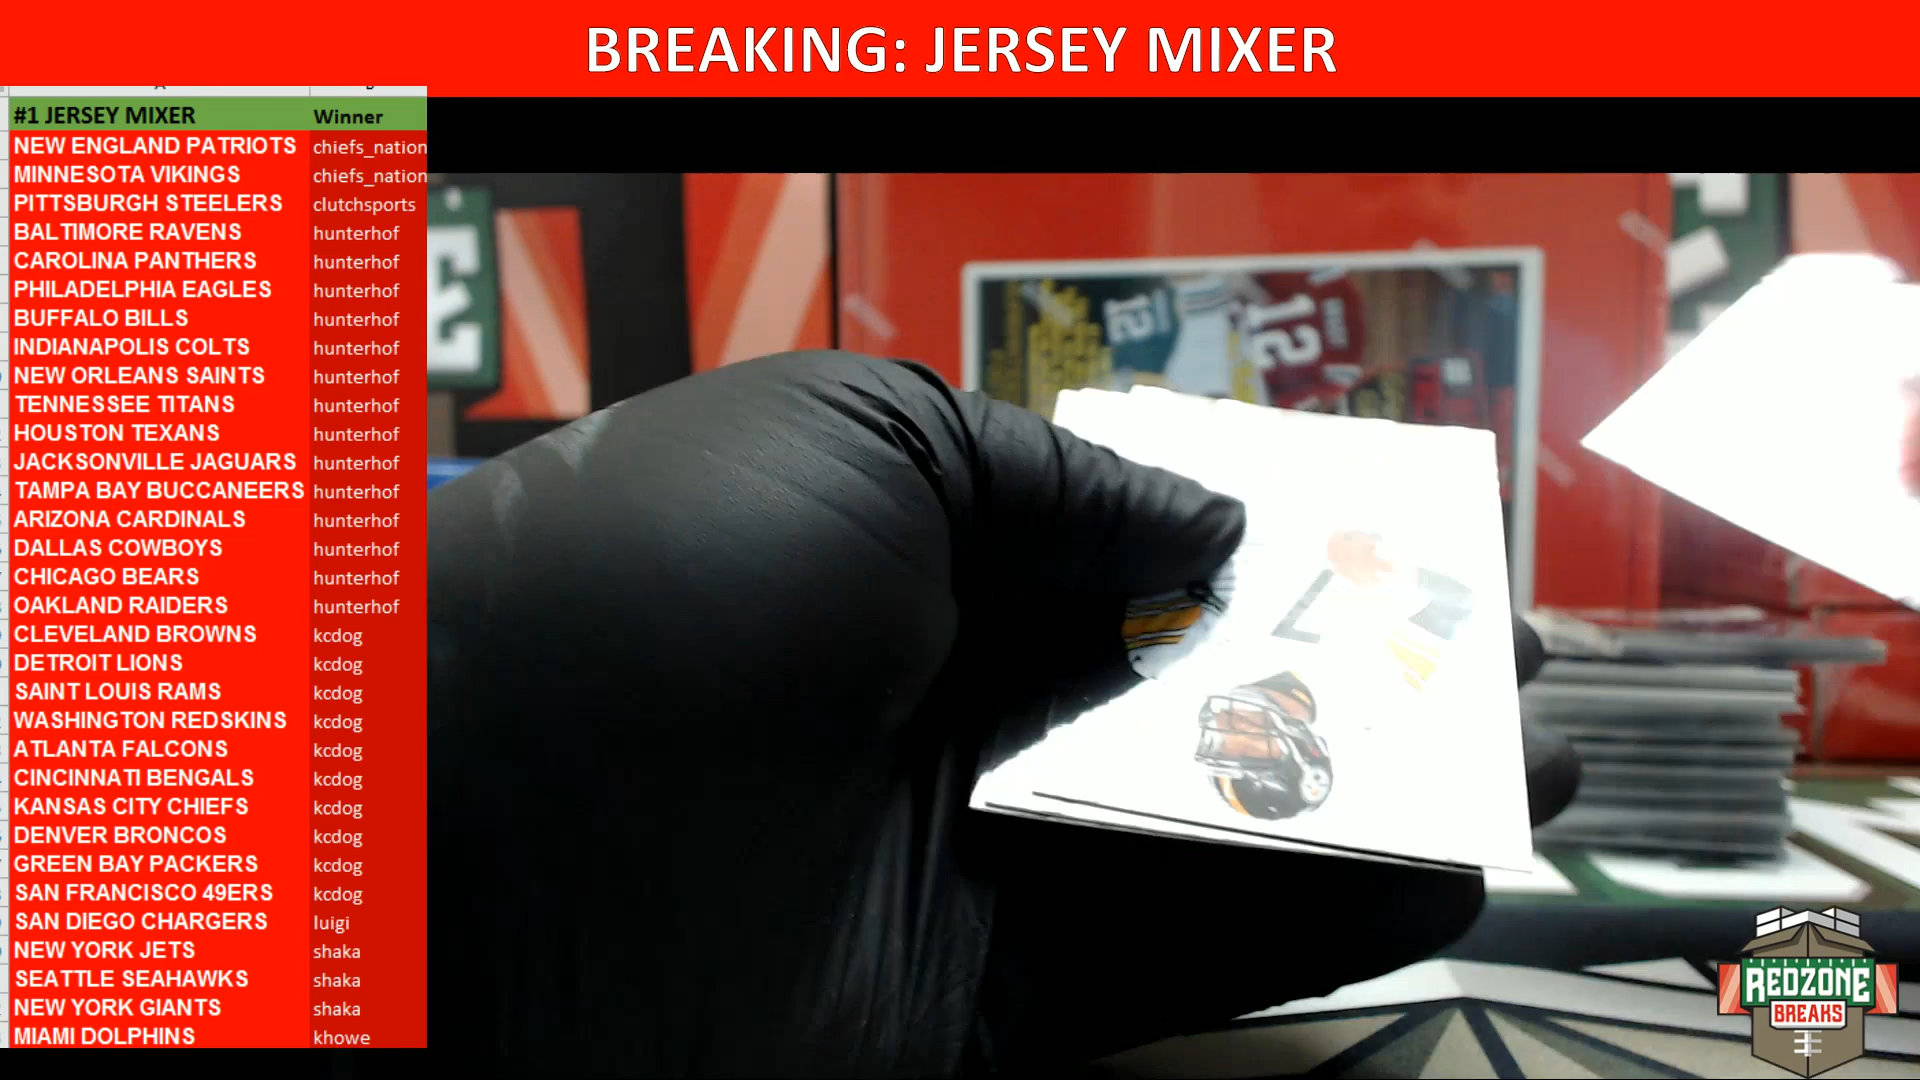 BREAKING: JERSEY MIXER
#1 JERSEY MIXER Winner
NEW ENGLAND PATRIOTS chiefs_nation
MINNESOTA VIKINGS chiefs_nation
PITTSBURGH STEELERS clutchsports
BALTIMORE RAVENS hunterhof
CAROLINA PANTHERS hunterhof
PHILADELPHIA EAGLES hunterhof
BUFFALO BILLS hunterhof
INDIANAPOLIS COLTS hunterhof
NEW ORLEANS SAINTS hunterhof
TENNESSEE TITANS hunterhof
HOUSTON TEXANS hunterhof
JACKSONVILLE JAGUARS hunterhof
TAMPA BAY BUCCANEERS hunterhof
ARIZONA CARDINALS hunterhof
DALLAS COWBOYS hunterhof
CHICAGO BEARS hunterhof
OAKLAND RAIDERS hunterhof
CLEVELAND BROWNS kcdog
DETROIT LIONS kcdog
SAINT LOUIS RAMS kcdog
WASHINGTON REDSKINS kcdog
ATLANTA FALCONS kcdog
CINCINNATI BENGALS kcdog
KANSAS CITY CHIEFS kcdog
DENVER BRONCOS kcdog
GREEN BAY PACKERS kcdog
SAN FRANCISCO 49ERS kcdog
SAN DIEGO CHARGERS luigi
NEW YORK JETS shaka
SEATTLE SEAHAWKS shaka
NEW YORK GIANTS shaka
MIAMI DOLPHINS khowe
12
12
REDZONE
BREAKS